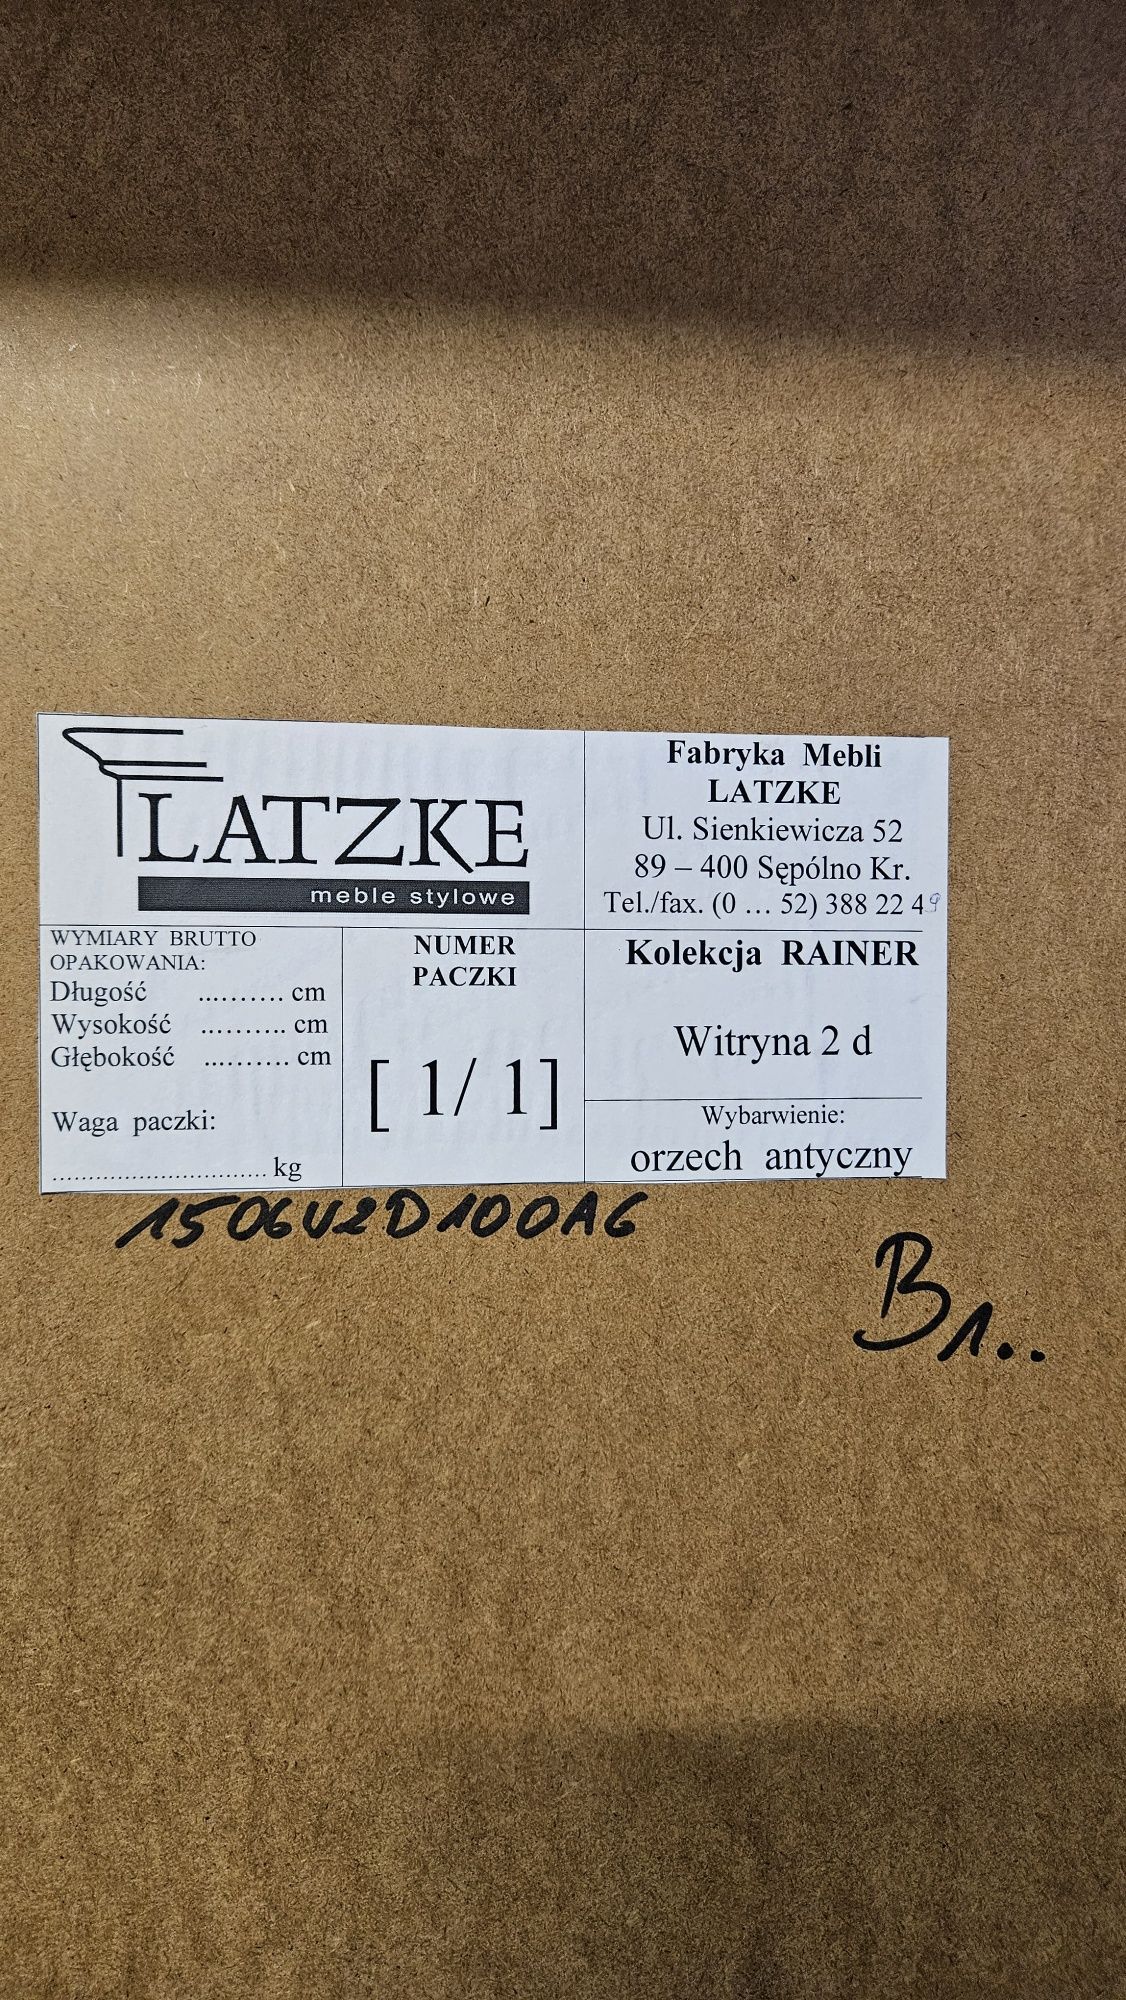 LATZKE
meble stylowe
Fabryka Mebli
LATZKE
Ul. Sienkiewicza 52
89 – 400 Sępólno Kr.
Tel./fax. (0 ... 52) 388 22 49
WYMIARY BRUTTO
OPAKOWANIA:
Długość .......... cm
Wysokość .......... cm
Głębokość .......... cm
Waga paczki:
............................ kg
NUMER
PACZKI
[ 1/ 1]
Kolekcja RAINER
Witryna 2 d
Wybarwienie:
orzech antyczny
B1..